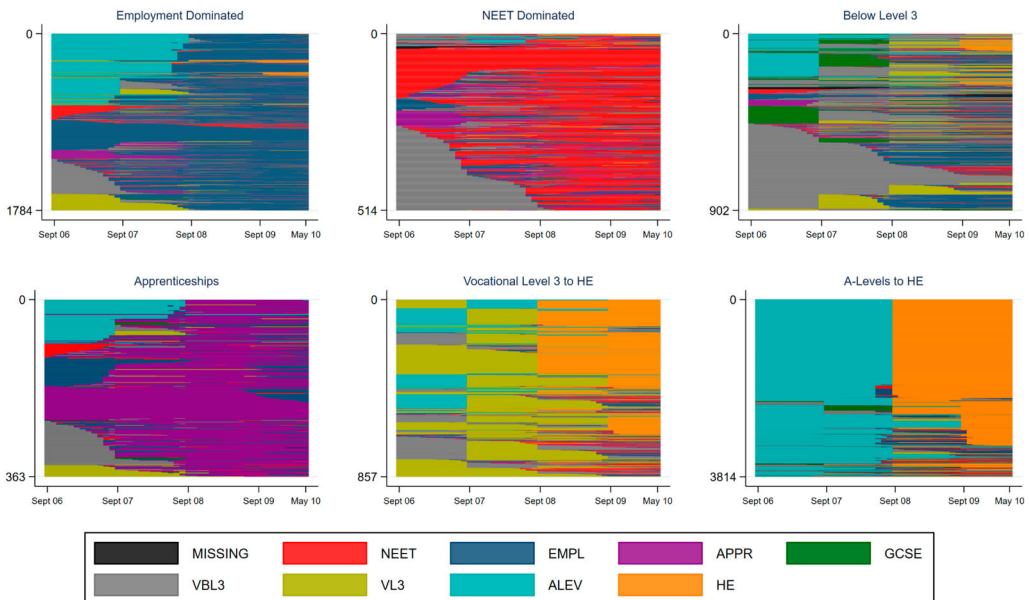 Employment Dominated NEET Dominated Below Level 3
0 0 0
1784 514 902
Sept 06 Sept 07 Sept 08 Sept 09 May 10 Sept 06 Sept 07 Sept 08 Sept 09 May 10 Sept 06 Sept 07 Sept 08 Sept 09 May 10
Apprenticeships Vocational Level 3 to HE A-Levels to HE
0 0 0
363 857 3814
Sept 06 Sept 07 Sept 08 Sept 09 May 10 Sept 06 Sept 07 Sept 08 Sept 09 May 10 Sept 06 Sept 07 Sept 08 Sept 09 May 10
MISSING NEET EMPL APPR GCSE
VBL3 VL3 ALEV HE